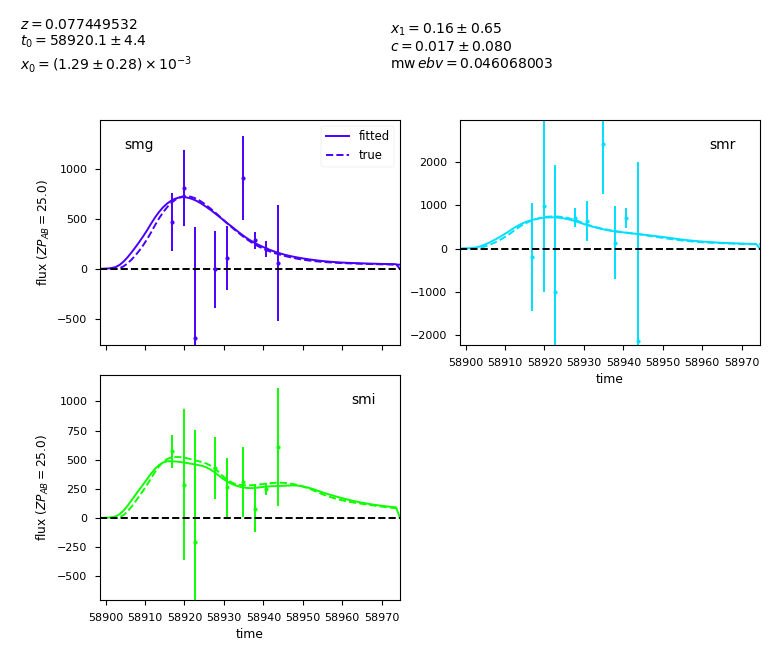 z = 0.077449532
t₀ = 58920.1 ± 4.4
x₀ = (1.29 ± 0.28) × 10⁻³
x₁ = 0.16 ± 0.65
c = 0.017 ± 0.080
mwebv = 0.046068003
smg
fitted
true
1000
500
0
−500
flux (ZP_AB = 25.0)
smr
2000
1000
0
−1000
−2000
58900 58910 58920 58930 58940 58950 58960 58970
time
smi
1000
750
500
250
0
−250
−500
flux (ZP_AB = 25.0)
58900 58910 58920 58930 58940 58950 58960 58970
time